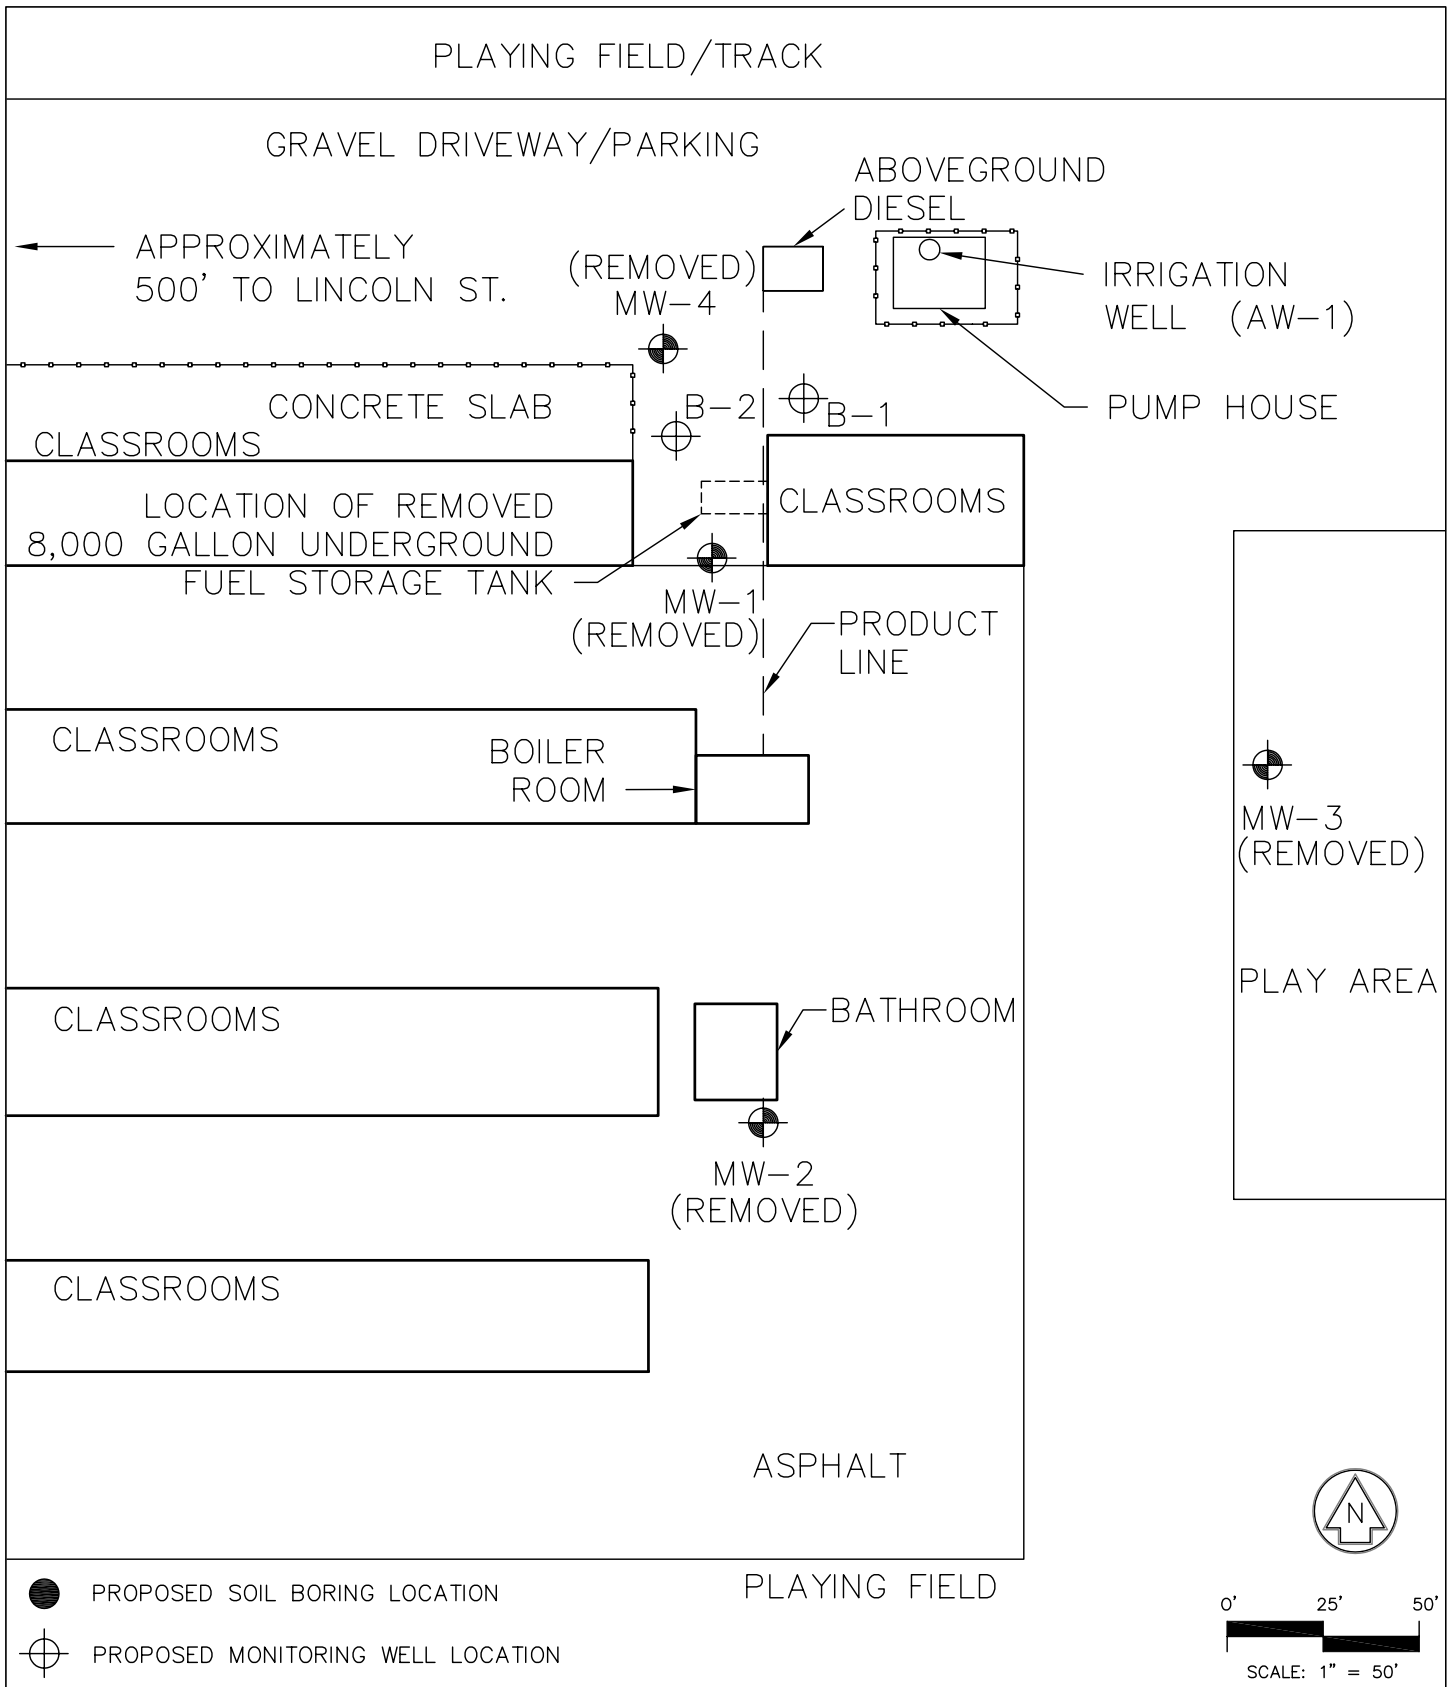 PLAYING FIELD/TRACK
GRAVEL DRIVEWAY/PARKING
ABOVEGROUND
DIESEL
APPROXIMATELY
500' TO LINCOLN ST.
(REMOVED)
MW-4
IRRIGATION
WELL (AW-1)
CONCRETE SLAB
B-2
B-1
PUMP HOUSE
CLASSROOMS
LOCATION OF REMOVED
8,000 GALLON UNDERGROUND
FUEL STORAGE TANK
CLASSROOMS
MW-1
(REMOVED)
PRODUCT
LINE
CLASSROOMS
BOILER
ROOM
MW-3
(REMOVED)
PLAY AREA
CLASSROOMS
BATHROOM
MW-2
(REMOVED)
CLASSROOMS
ASPHALT
N
PLAYING FIELD
PROPOSED SOIL BORING LOCATION
PROPOSED MONITORING WELL LOCATION
0' 25' 50'
SCALE: 1" = 50'